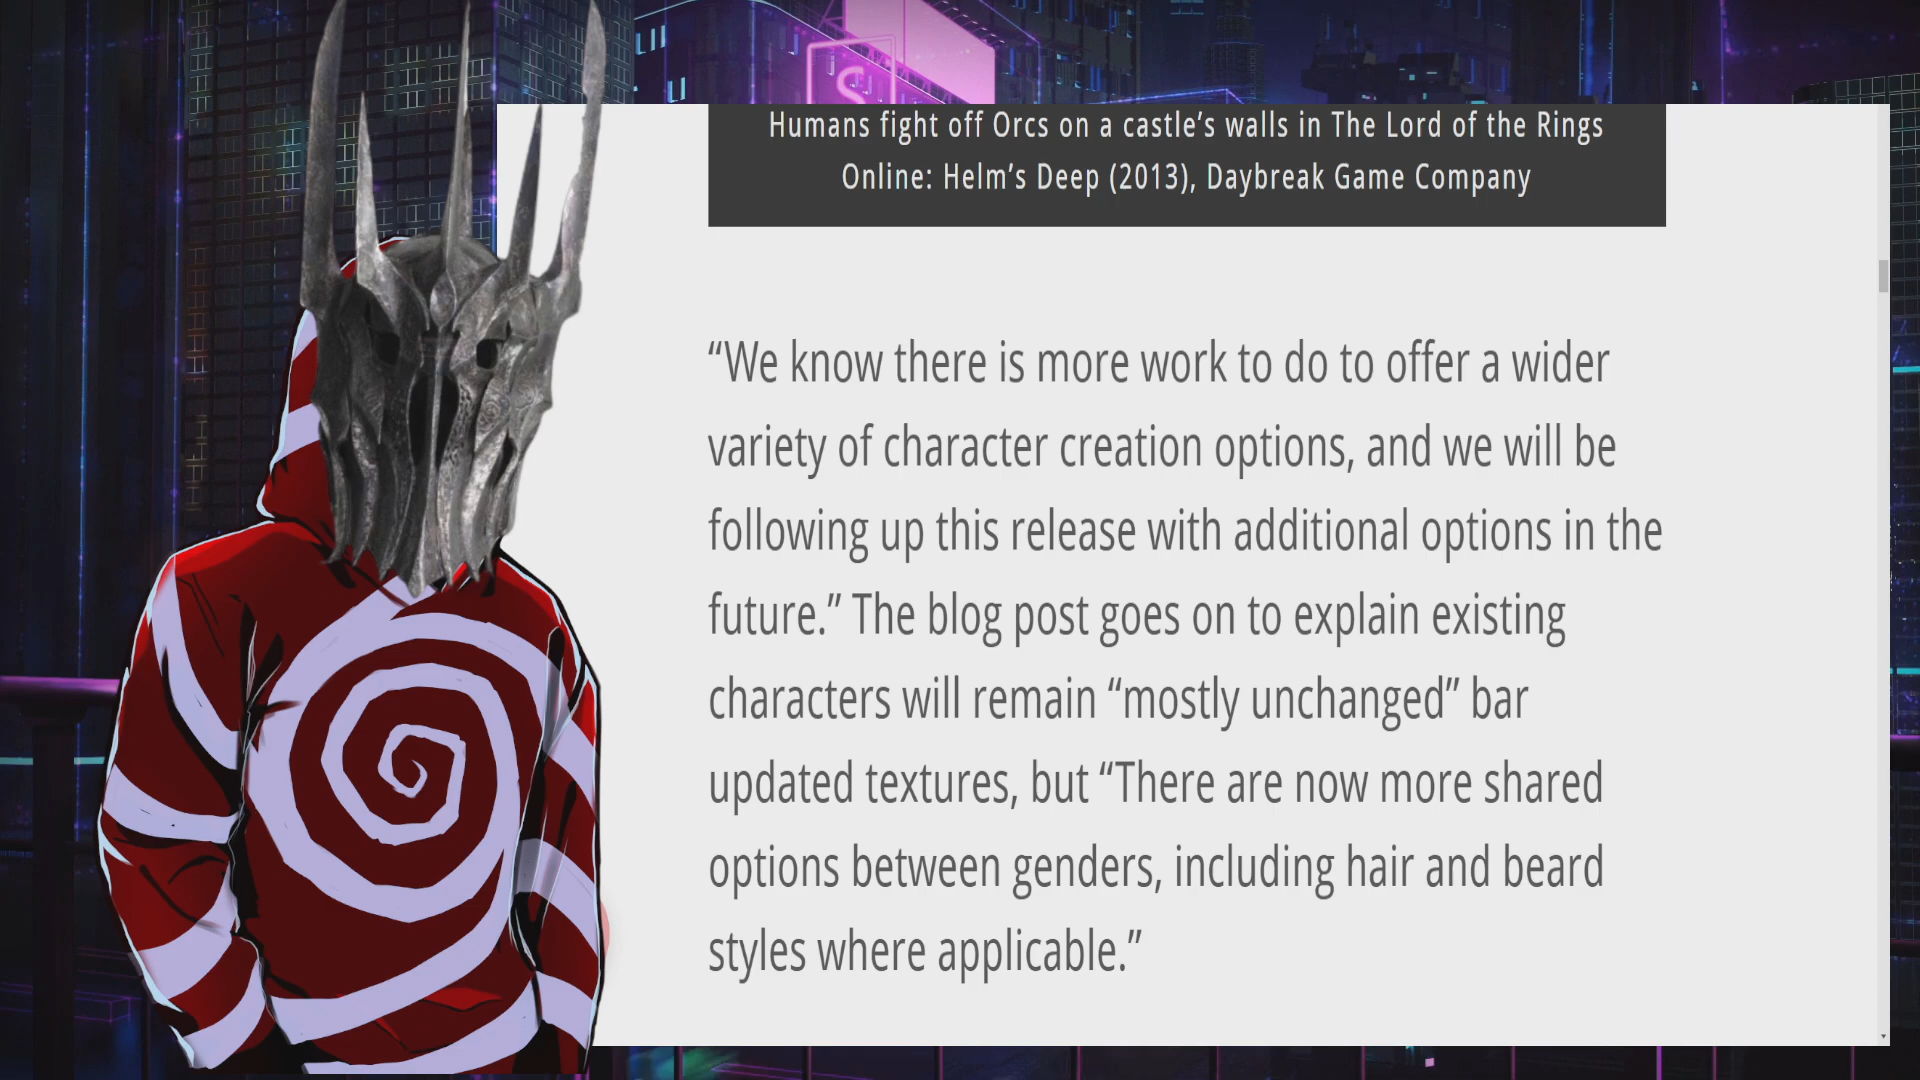 S
Humans fight off Orcs on a castle’s walls in The Lord of the Rings
Online: Helm’s Deep (2013), Daybreak Game Company
“We know there is more work to do to offer a wider
variety of character creation options, and we will be
following up this release with additional options in the
future.” The blog post goes on to explain existing
characters will remain “mostly unchanged” bar
updated textures, but “There are now more shared
options between genders, including hair and beard
styles where applicable.”